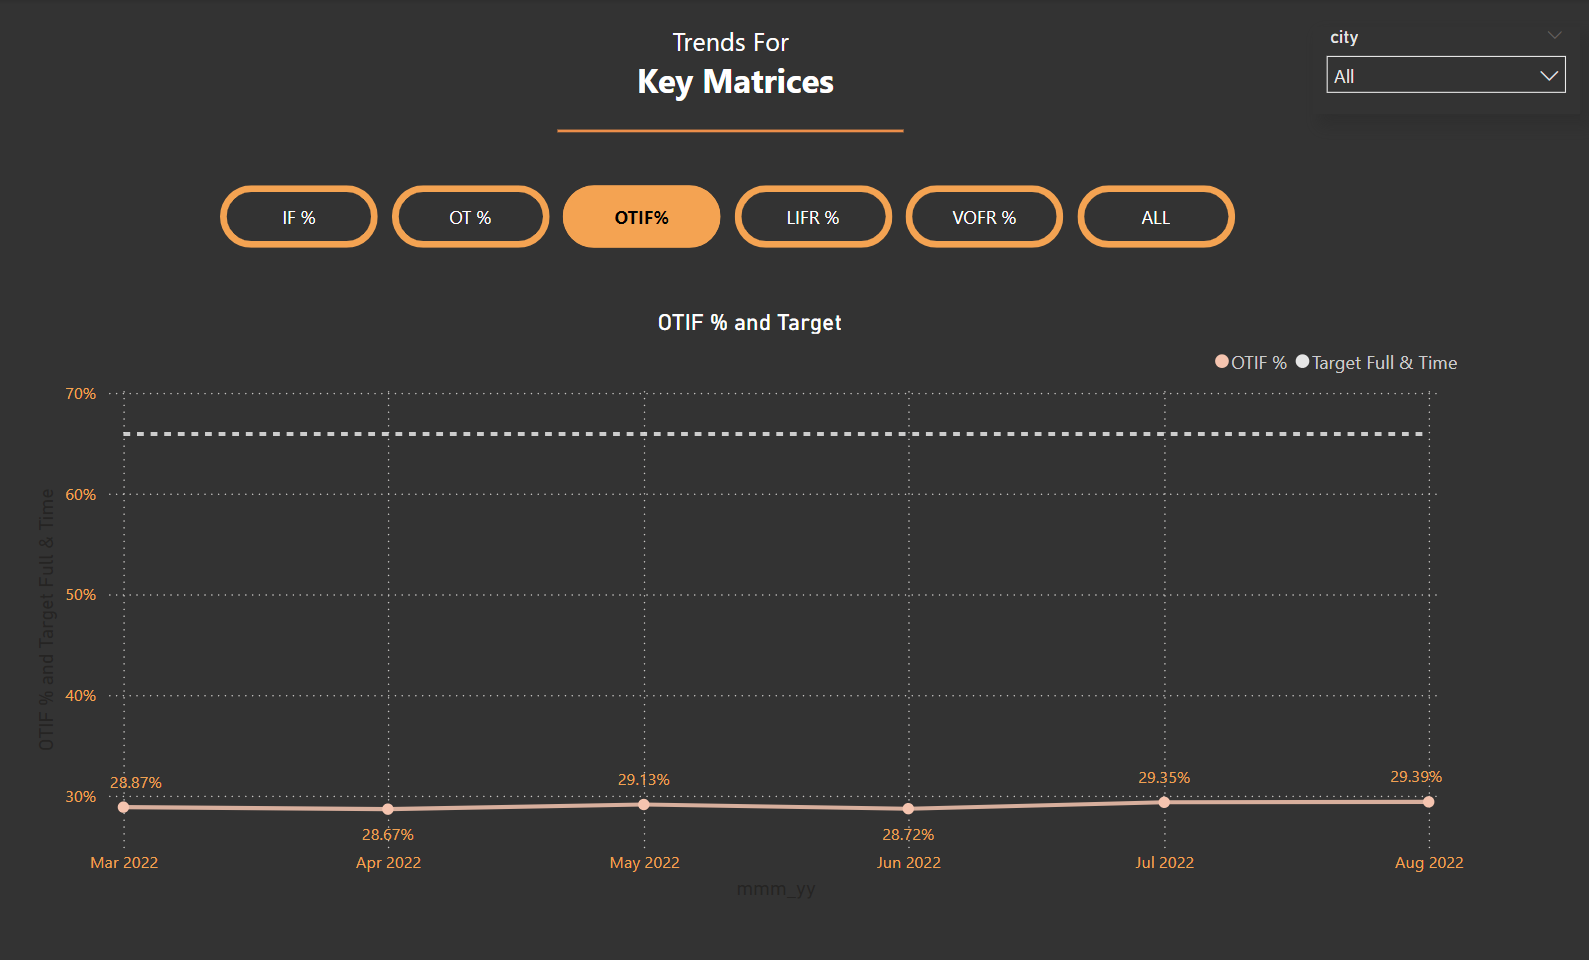 Trends For
Key Matrices
city
All
IF %
OT %
OTIF%
LIFR %
VOFR %
ALL
OTIF % and Target
OTIF %
Target Full & Time
OTIF % and Target Full & Time
70%
60%
50%
40%
30%
28.87%
28.67%
29.13%
28.72%
29.35%
29.39%
Mar 2022
Apr 2022
May 2022
Jun 2022
Jul 2022
Aug 2022
mmm_yy